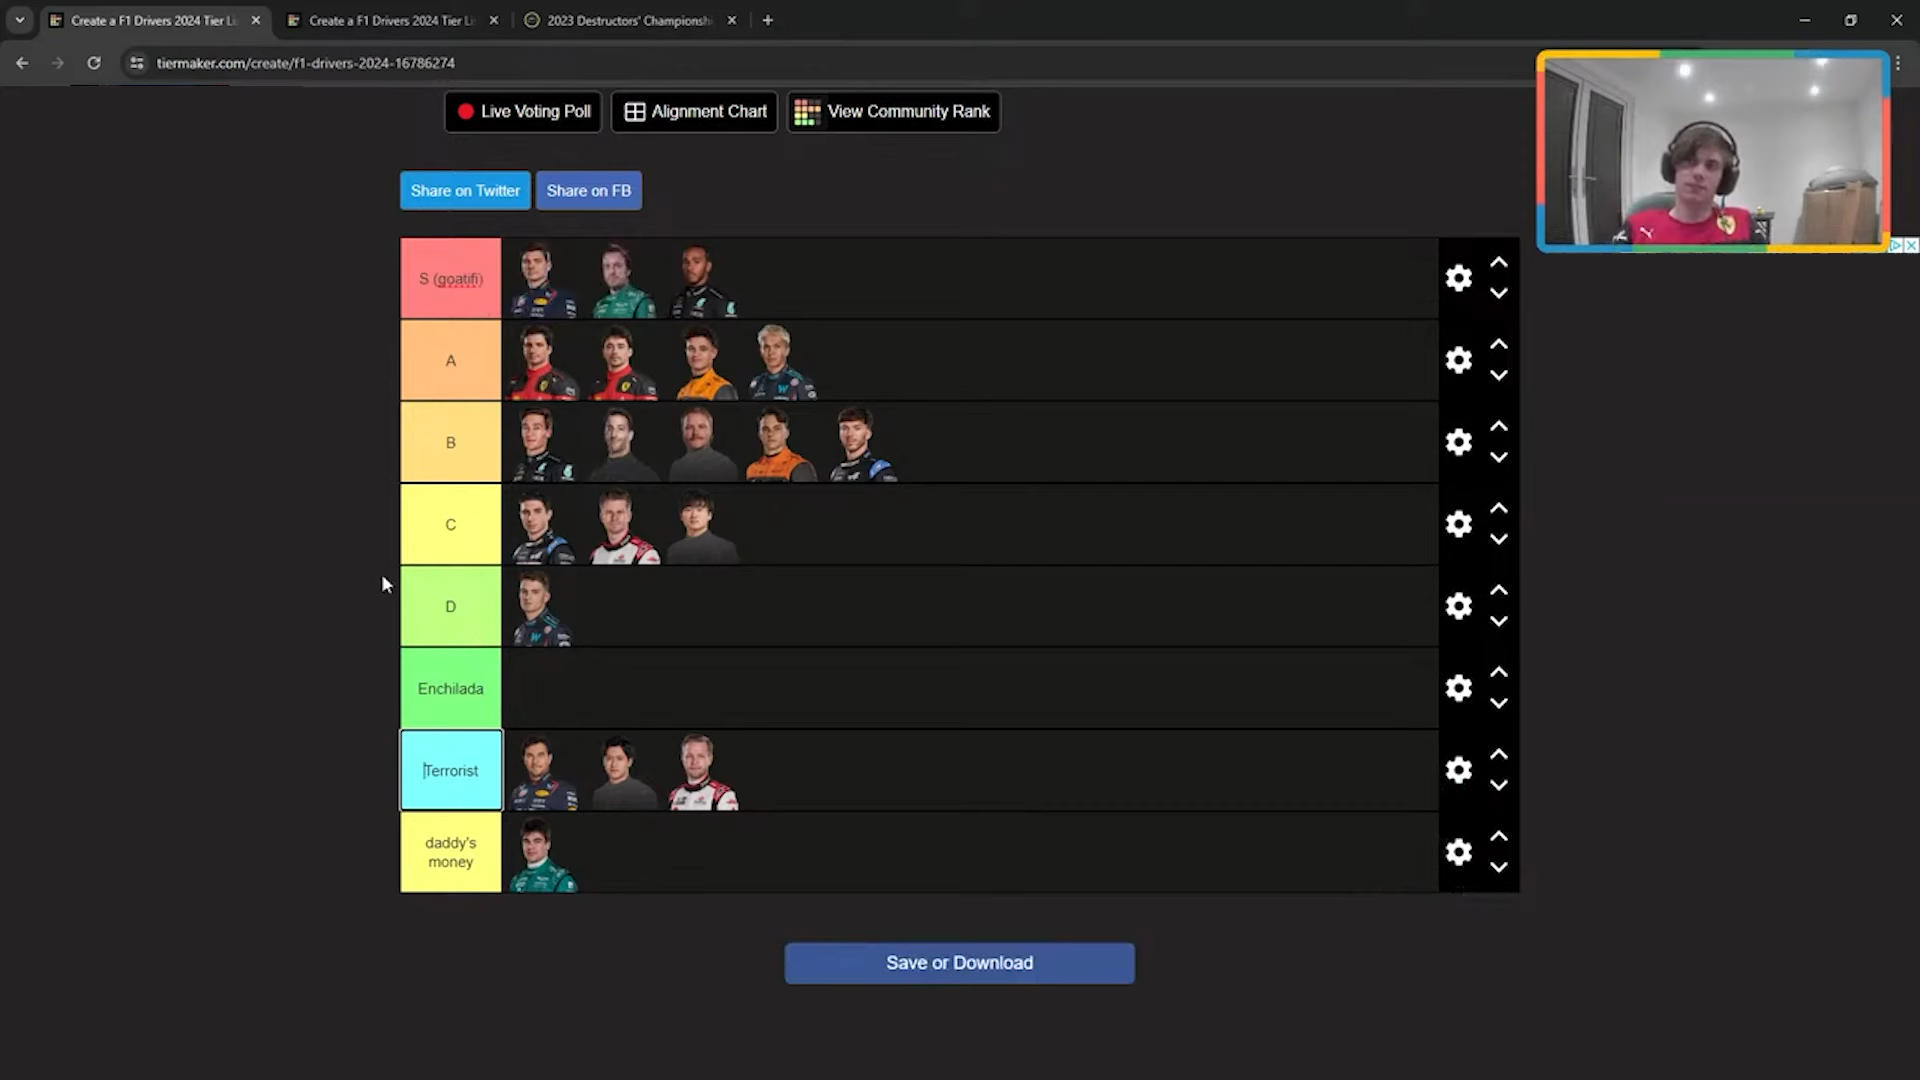 Create a F1 Drivers 2024 Tier Li
Create a F1 Drivers 2024 Tier Li
2023 Destructors' Championsh
tiermaker.com/create/f1-drivers-2024-16786274
Live Voting Poll
Alignment Chart
View Community Rank
Share on Twitter
Share on FB
S (goatifi)
A
B
C
D
Enchilada
Terrorist
daddy's
money
Save or Download